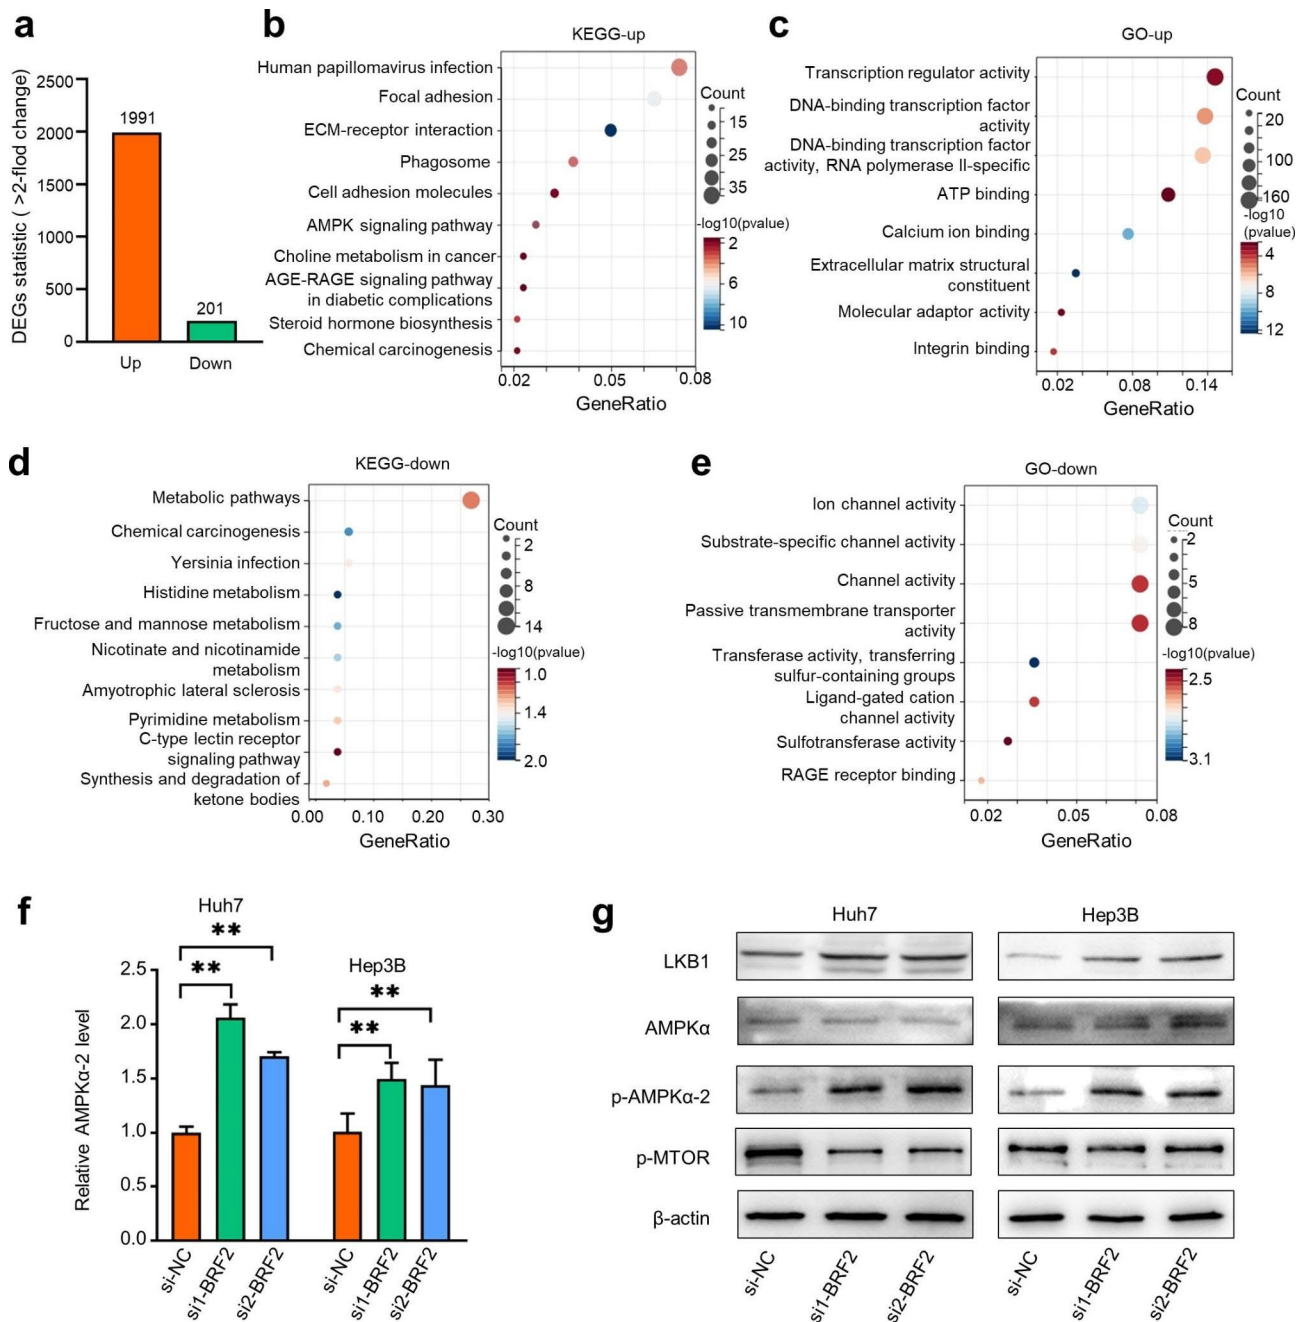 a
DEGs statistic ( >2-flod change)
2500
2000
1500
1000
500
0
1991
201
Up
Down
b
KEGG-up
Human papillomavirus infection
Focal adhesion
ECM-receptor interaction
Phagosome
Cell adhesion molecules
AMPK signaling pathway
Choline metabolism in cancer
AGE-RAGE signaling pathway
in diabetic complications
Steroid hormone biosynthesis
Chemical carcinogenesis
0.02
0.05
0.08
GeneRatio
Count
15
25
35
-log10(pvalue)
2
6
10
c
GO-up
Transcription regulator activity
DNA-binding transcription factor
activity
DNA-binding transcription factor
activity, RNA polymerase II-specific
ATP binding
Calcium ion binding
Extracellular matrix structural
constituent
Molecular adaptor activity
Integrin binding
0.02
0.08
0.14
GeneRatio
Count
20
100
160
-log10
(pvalue)
4
8
12
d
KEGG-down
Metabolic pathways
Chemical carcinogenesis
Yersinia infection
Histidine metabolism
Fructose and mannose metabolism
Nicotinate and nicotinamide
metabolism
Amyotrophic lateral sclerosis
Pyrimidine metabolism
C-type lectin receptor
signaling pathway
Synthesis and degradation of
ketone bodies
0.00
0.10
0.20
0.30
GeneRatio
Count
2
8
14
-log10(pvalue)
1.0
1.4
2.0
e
GO-down
Ion channel activity
Substrate-specific channel activity
Channel activity
Passive transmembrane transporter
activity
Transferase activity, transferring
sulfur-containing groups
Ligand-gated cation
channel activity
Sulfotransferase activity
RAGE receptor binding
0.02
0.05
0.08
GeneRatio
Count
2
5
8
-log10(pvalue)
2.5
3.1
f
Relative AMPKα-2 level
2.5
2.0
1.5
1.0
0.5
0.0
Huh7
**
**
Hep3B
**
**
si-NC
si1-BRF2
si2-BRF2
si-NC
si1-BRF2
si2-BRF2
g
Huh7
Hep3B
LKB1
AMPKα
p-AMPKα-2
p-MTOR
β-actin
si-NC
si1-BRF2
si2-BRF2
si-NC
si1-BRF2
si2-BRF2